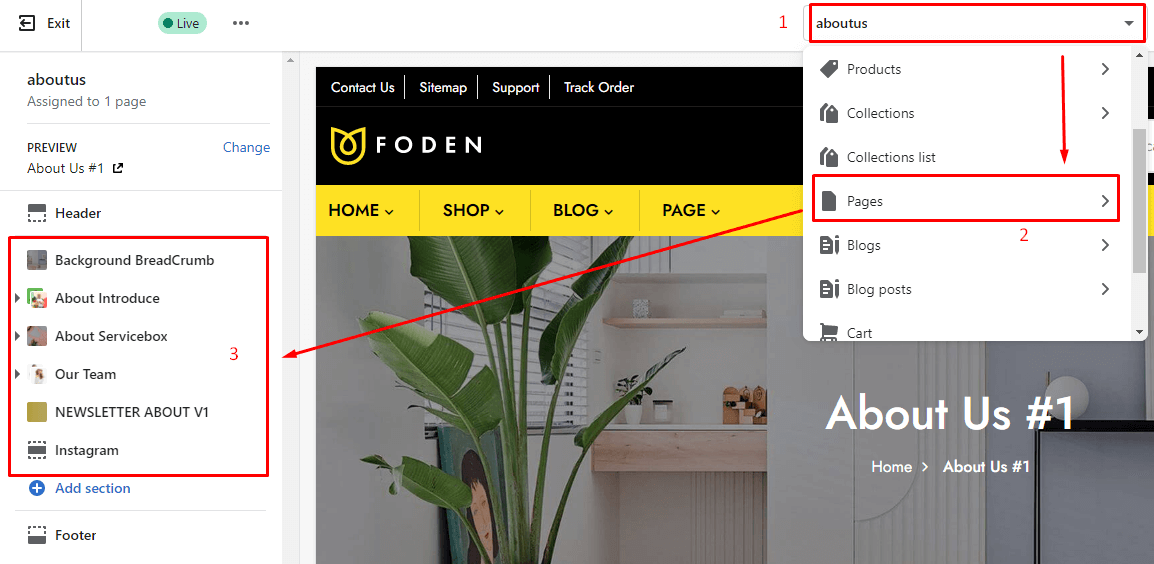 Exit
Live
1
aboutus
aboutus
Assigned to 1 page
PREVIEW
Change
About Us #1
Header
Background BreadCrumb
About Introduce
About Servicebox
Our Team
NEWSLETTER ABOUT V1
Instagram
3
Add section
Footer
Contact Us
Sitemap
Support
Track Order
FODEN
HOME
SHOP
BLOG
PAGE
Products
Collections
Collections list
Pages
2
Blogs
Blog posts
Cart
About Us #1
Home > About Us #1